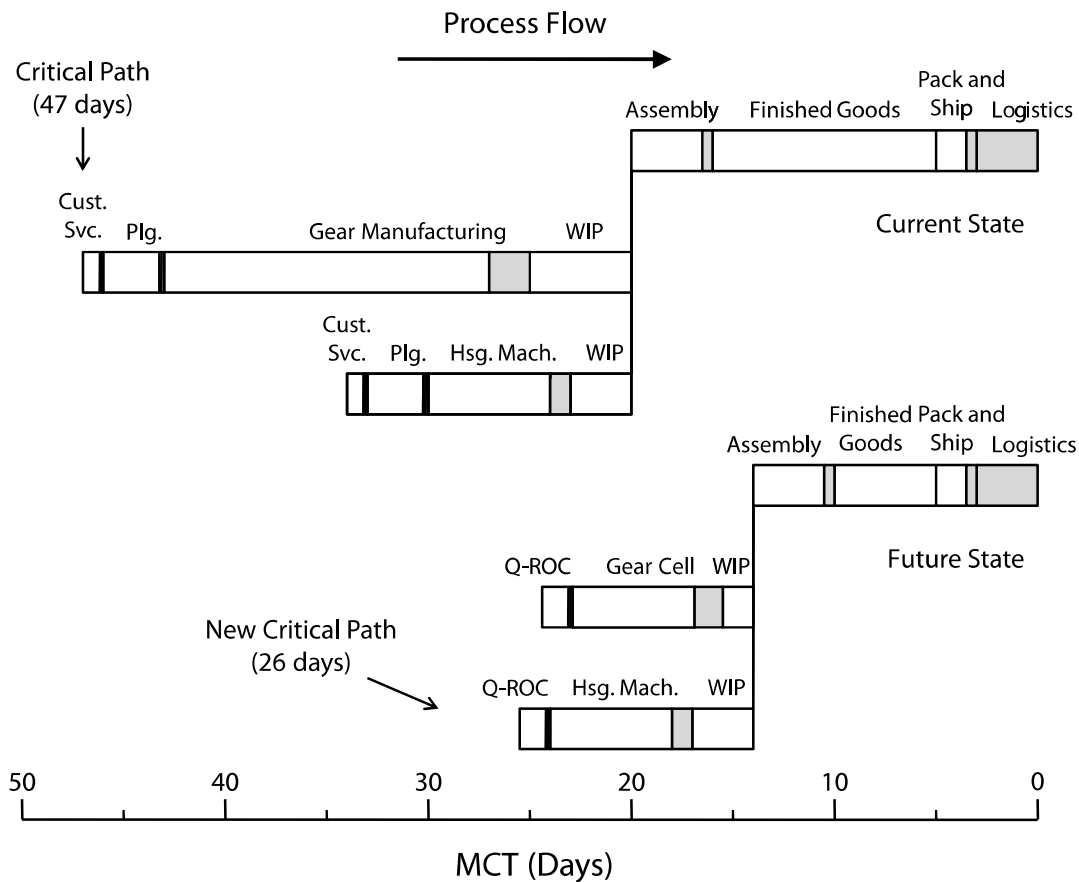 Process Flow
Critical Path
(47 days)
Pack and
Assembly Finished Goods Ship Logistics
Cust.
Svc. Plg. Gear Manufacturing WIP
Current State
Cust.
Svc. Plg. Hsg. Mach. WIP
Finished Pack and
Assembly Goods Ship Logistics
Future State
Q-ROC Gear Cell WIP
New Critical Path
(26 days)
Q-ROC Hsg. Mach. WIP
50 40 30 20 10 0
MCT (Days)